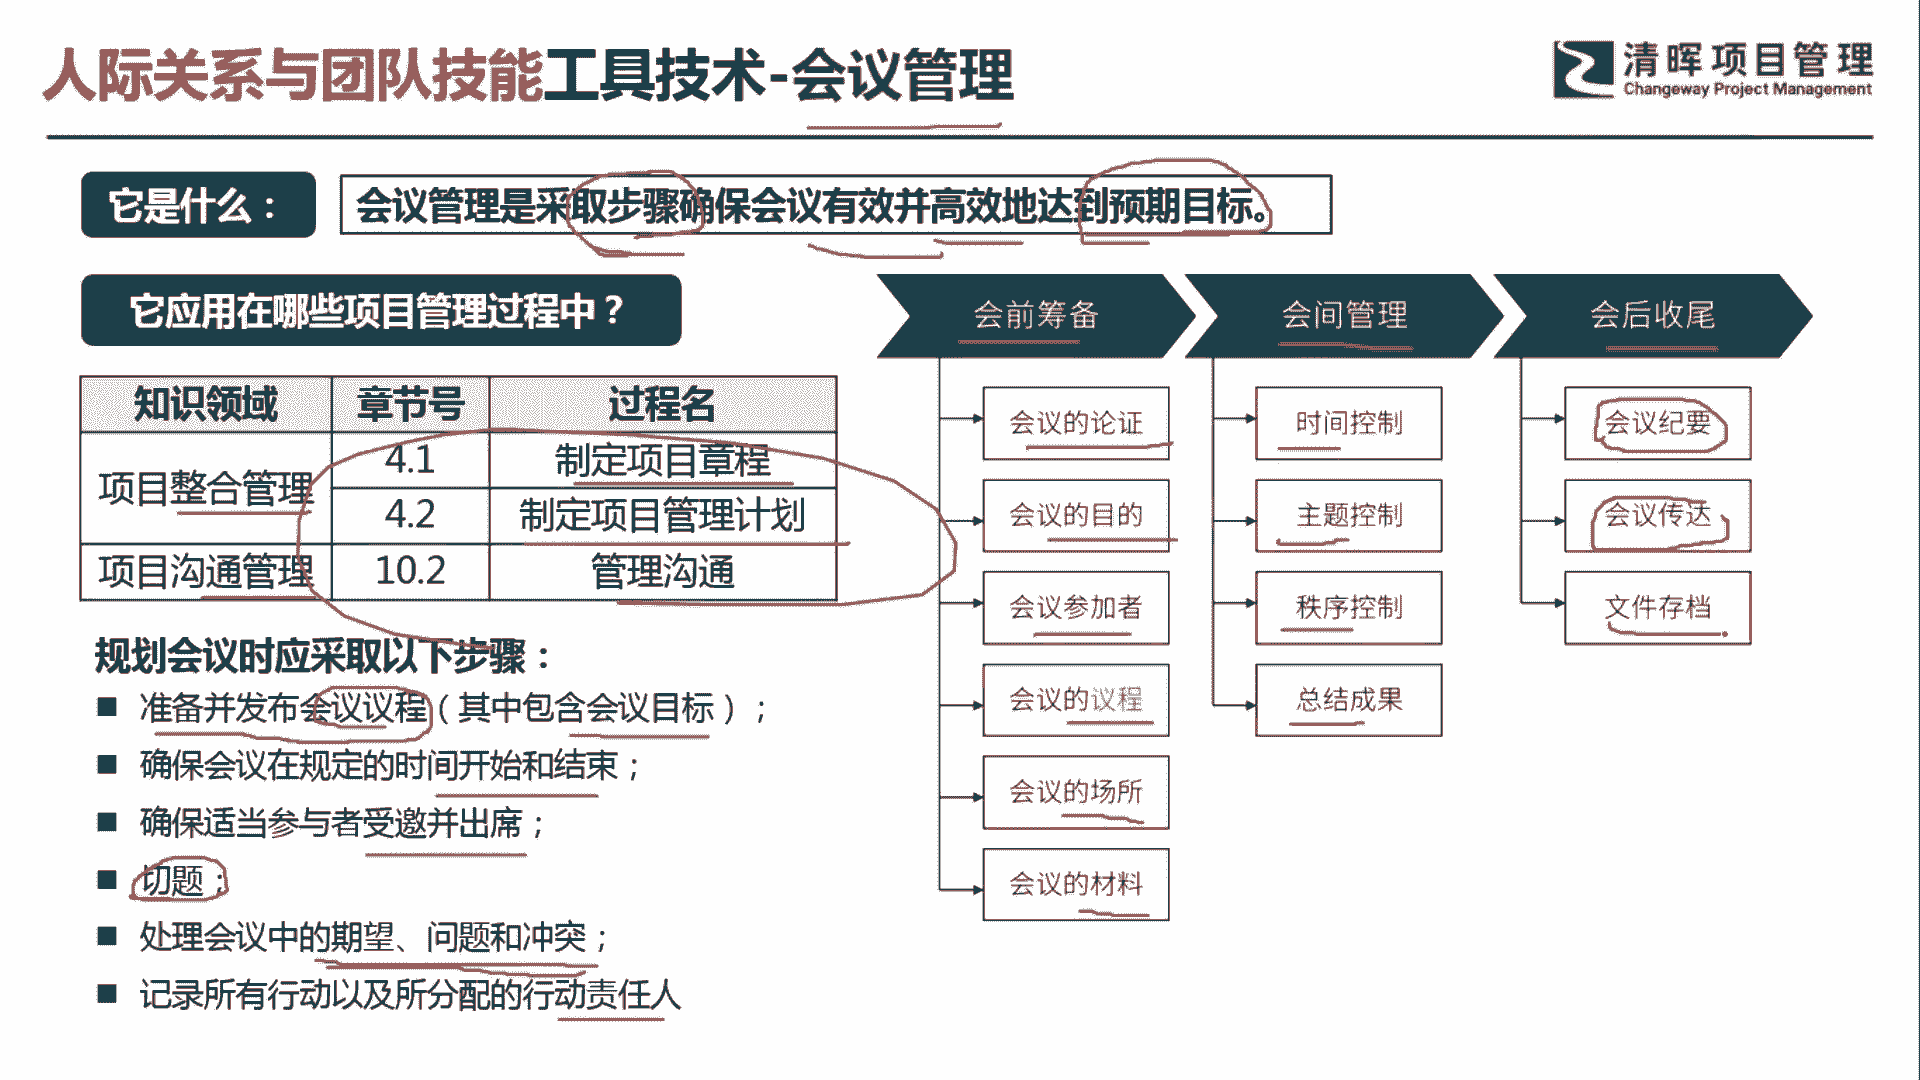 人际关系与团队技能工具技术-会议管理
清晖项目管理
Changeway Project Management
它是什么：
会议管理是采取步骤确保会议有效并高效地达到预期目标。
它应用在哪些项目管理过程中？
知识领域 章节号 过程名
项目整合管理
4.1 制定项目章程
4.2 制定项目管理计划
项目沟通管理 10.2 管理沟通
规划会议时应采取以下步骤：
■ 准备并发布会议议程（其中包含会议目标）；
■ 确保会议在规定的时间开始和结束；
■ 确保适当参与者受邀并出席；
■ 切题；
■ 处理会议中的期望、问题和冲突；
■ 记录所有行动以及所分配的行动责任人
会前筹备
会议的论证
会议的目的
会议参加者
会议的议程
会议的场所
会议的材料
会间管理
时间控制
主题控制
秩序控制
总结成果
会后收尾
会议纪要
会议传达
文件存档